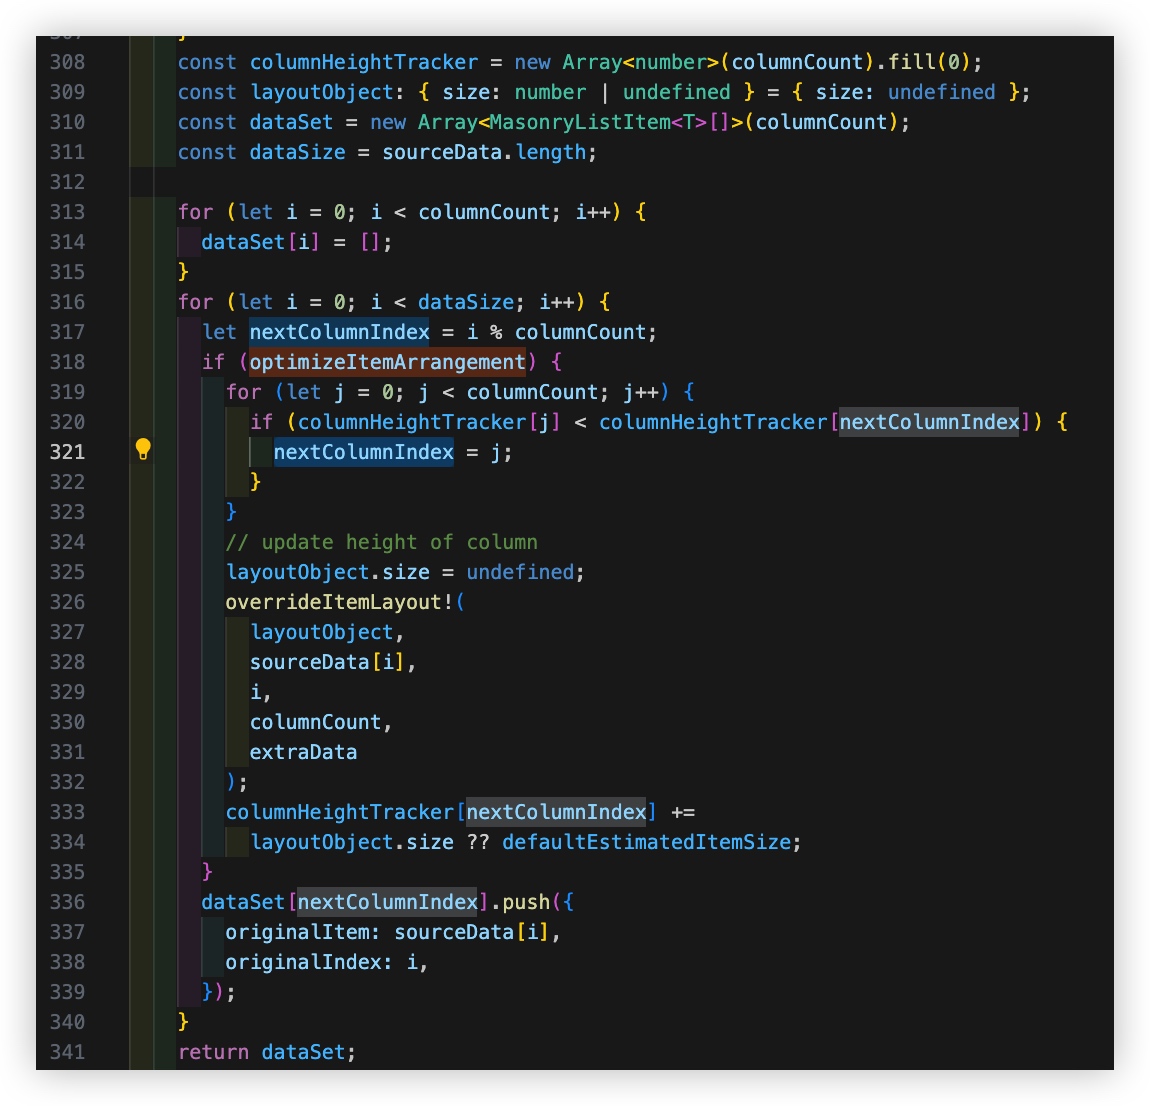 308 const columnHeightTracker = new Array<number>(columnCount).fill(0);
309 const layoutObject: { size: number | undefined } = { size: undefined };
310 const dataSet = new Array<MasonryListItem<T>[]>(columnCount);
311 const dataSize = sourceData.length;
312
313 for (let i = 0; i < columnCount; i++) {
314 dataSet[i] = [];
315 }
316 for (let i = 0; i < dataSize; i++) {
317 let nextColumnIndex = i % columnCount;
318 if (optimizeItemArrangement) {
319 for (let j = 0; j < columnCount; j++) {
320 if (columnHeightTracker[j] < columnHeightTracker[nextColumnIndex]) {
321 nextColumnIndex = j;
322 }
323 }
324 // update height of column
325 layoutObject.size = undefined;
326 overrideItemLayout!(
327 layoutObject,
328 sourceData[i],
329 i,
330 columnCount,
331 extraData
332 );
333 columnHeightTracker[nextColumnIndex] +=
334 layoutObject.size ?? defaultEstimatedItemSize;
335 }
336 dataSet[nextColumnIndex].push({
337 originalItem: sourceData[i],
338 originalIndex: i,
339 });
340 }
341 return dataSet;